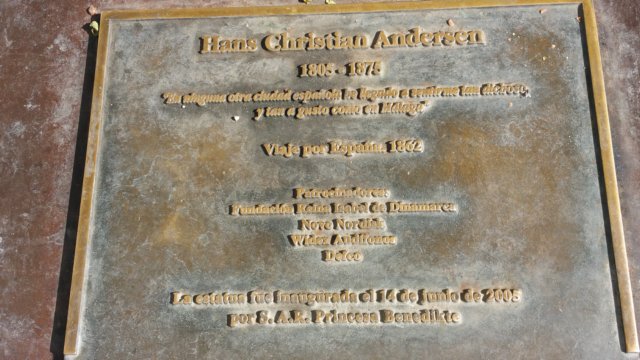 Hans Christian Andersen
1805 - 1875
"En ninguna otra ciudad española he llegado a sentirme tan dichoso,
y tan a gusto como en Málaga"
Viaje por España. 1862
Patrocinadores:
Fundación Reina Isabel de Dinamarca
Novo Nordisk
Widex Audífonos
Delco
La estatua fue inaugurada el 14 de junio de 2005
por S. A. R. Princesa Benedikte